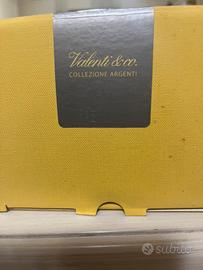 Valenti & co.
COLLEZIONE ARGENTI
subito